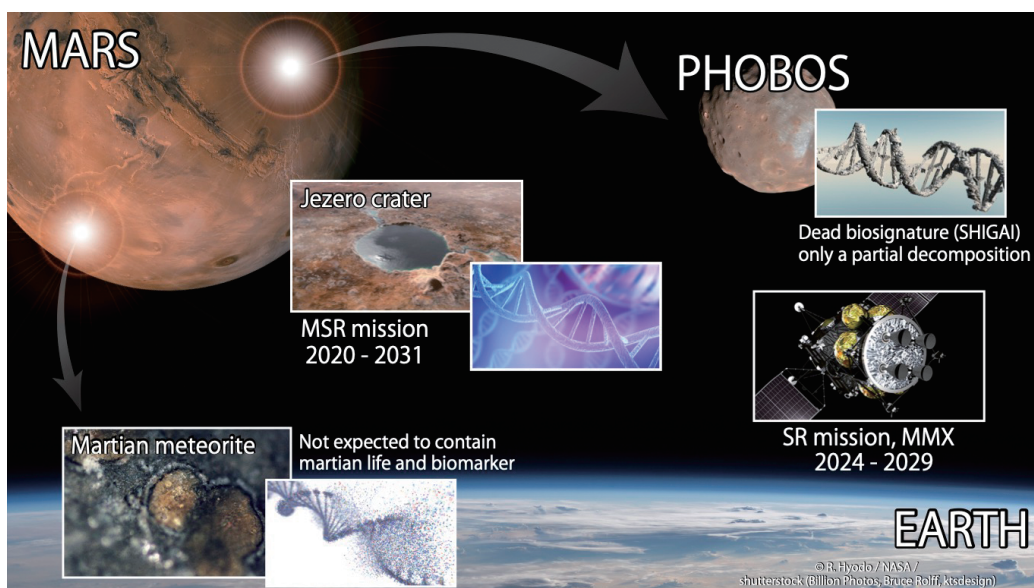 MARS
PHOBOS
Jezero crater
Dead biosignature (SHIGAI)
only a partial decomposition
MSR mission
2020 - 2031
SR mission, MMX
2024 - 2029
Martian meteorite
Not expected to contain
martian life and biomarker
EARTH
© R. Hyodo / NASA /
shutterstock (Billion Photos, Bruce Rolff, ktsdesign)